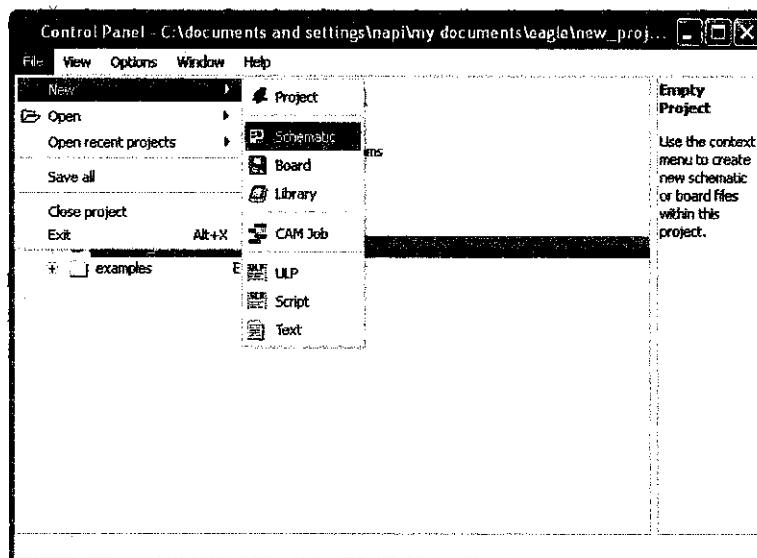 Control Panel - C:\documents and settings\napi\my documents\eagle\new_proj...
File View Options Window Help
New
Open
Open recent projects
Save all
Close project
Exit Alt+X
Project
Schematic
Board
Library
CAM Job
ULP
Script
Text
ms
examples E
Empty
Project
Use the context
menu to create
new schematic
or board files
within this
project.